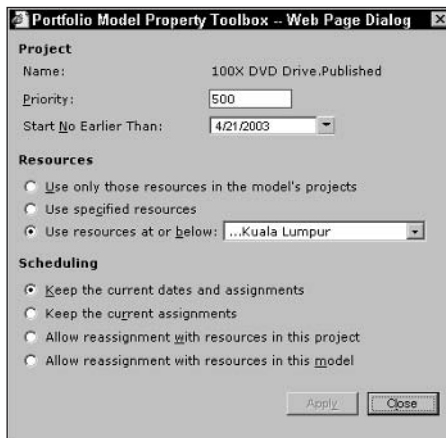 Portfolio Model Property Toolbox -- Web Page Dialog
Project
Name: 100X DVD Drive.Published
Priority: 500
Start No Earlier Than: 4/21/2003
Resources
Use only those resources in the model's projects
Use specified resources
Use resources at or below: ...Kuala Lumpur
Scheduling
Keep the current dates and assignments
Keep the current assignments
Allow reassignment with resources in this project
Allow reassignment with resources in this model
Apply Close